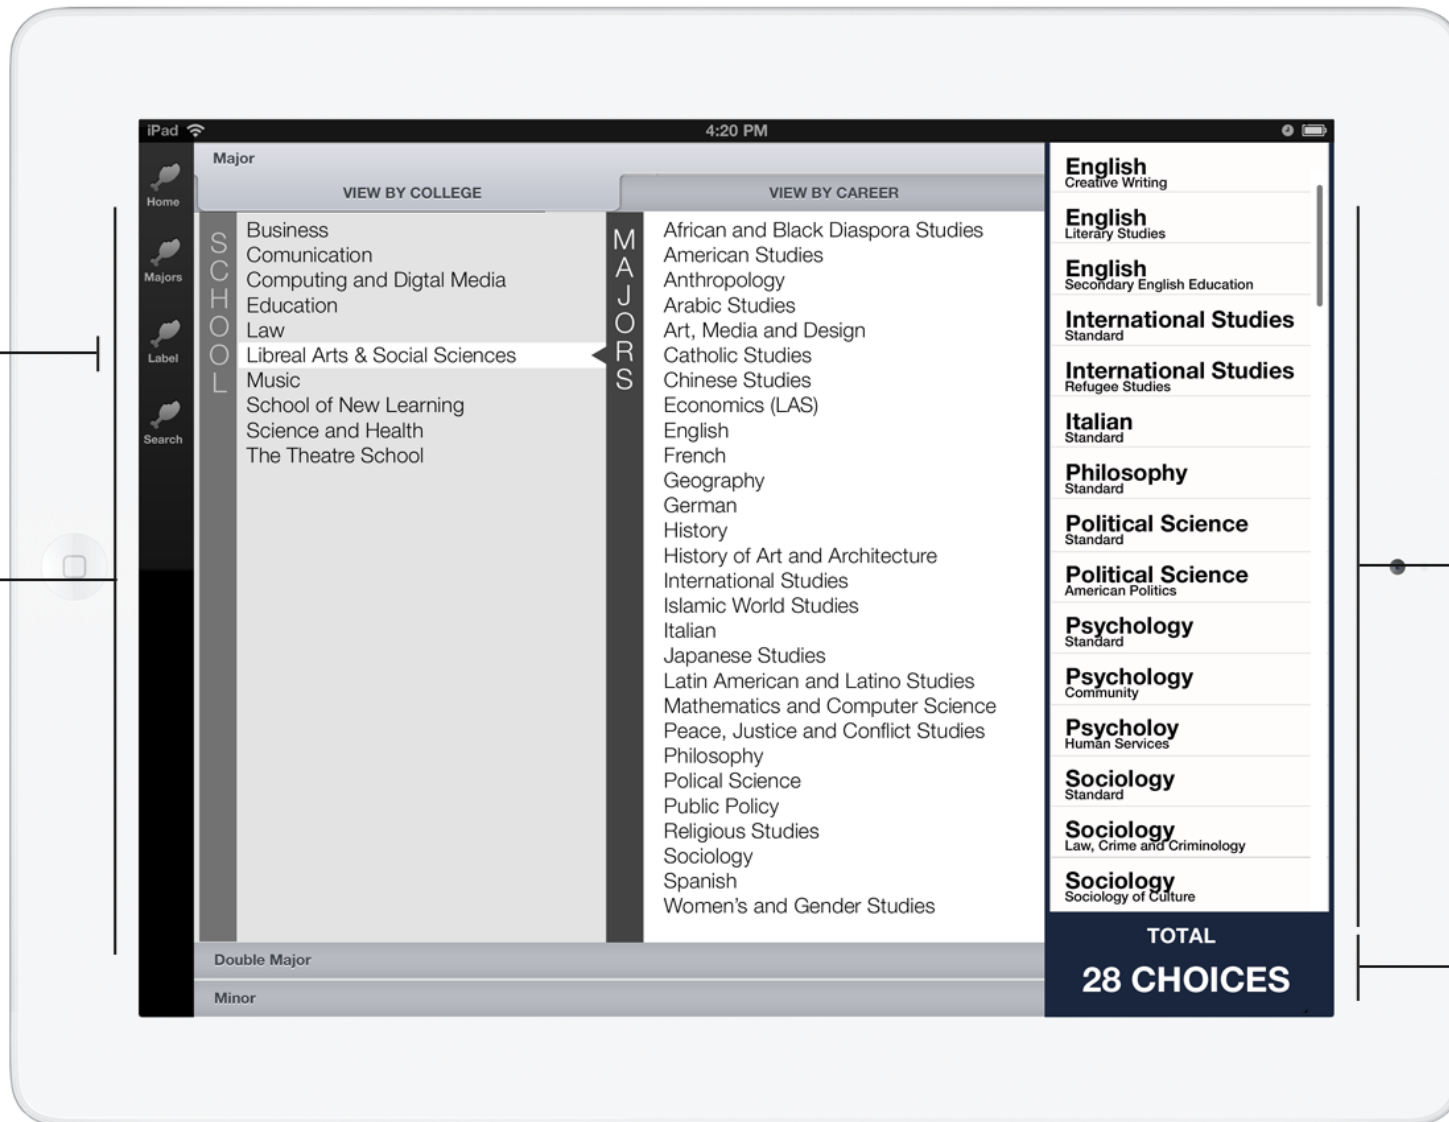 iPad
4:20 PM
Home
Majors
Label
Search
Major
VIEW BY COLLEGE
VIEW BY CAREER
SCHOOL
Business
Comunication
Computing and Digtal Media
Education
Law
Libreal Arts & Social Sciences
Music
School of New Learning
Science and Health
The Theatre School
MAJORS
African and Black Diaspora Studies
American Studies
Anthropology
Arabic Studies
Art, Media and Design
Catholic Studies
Chinese Studies
Economics (LAS)
English
French
Geography
German
History
History of Art and Architecture
International Studies
Islamic World Studies
Italian
Japanese Studies
Latin American and Latino Studies
Mathematics and Computer Science
Peace, Justice and Conflict Studies
Philosophy
Polical Science
Public Policy
Religious Studies
Sociology
Spanish
Women's and Gender Studies
Double Major
Minor
English
Creative Writing
English
Literary Studies
English
Secondary English Education
International Studies
Standard
International Studies
Refugee Studies
Italian
Standard
Philosophy
Standard
Political Science
Standard
Political Science
American Politics
Psychology
Standard
Psychology
Community
Psycholoy
Human Services
Sociology
Standard
Sociology
Law, Crime and Criminology
Sociology
Sociology of Culture
TOTAL
28 CHOICES